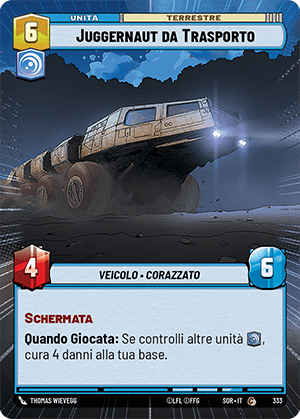 UNITÀ
TERRESTRE
6
JUGGERNAUT DA TRASPORTO
4
VEICOLO • CORAZZATO
6
SCHERMATA
Quando Giocata: Se controlli altre unità,
cura 4 danni alla tua base.
THOMAS WIEVEGG
©LFL ©FFG
SOR • IT
C
333